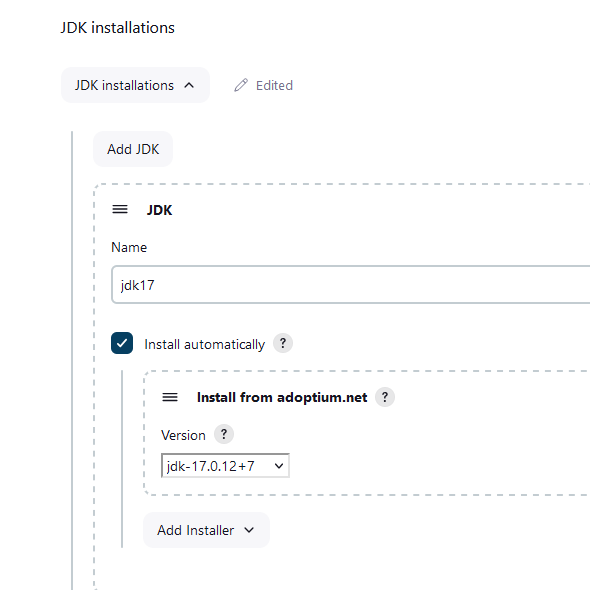 JDK installations
JDK installations
Edited
Add JDK
JDK
Name
jdk17
Install automatically ?
Install from adoptium.net ?
Version ?
jdk-17.0.12+7
Add Installer